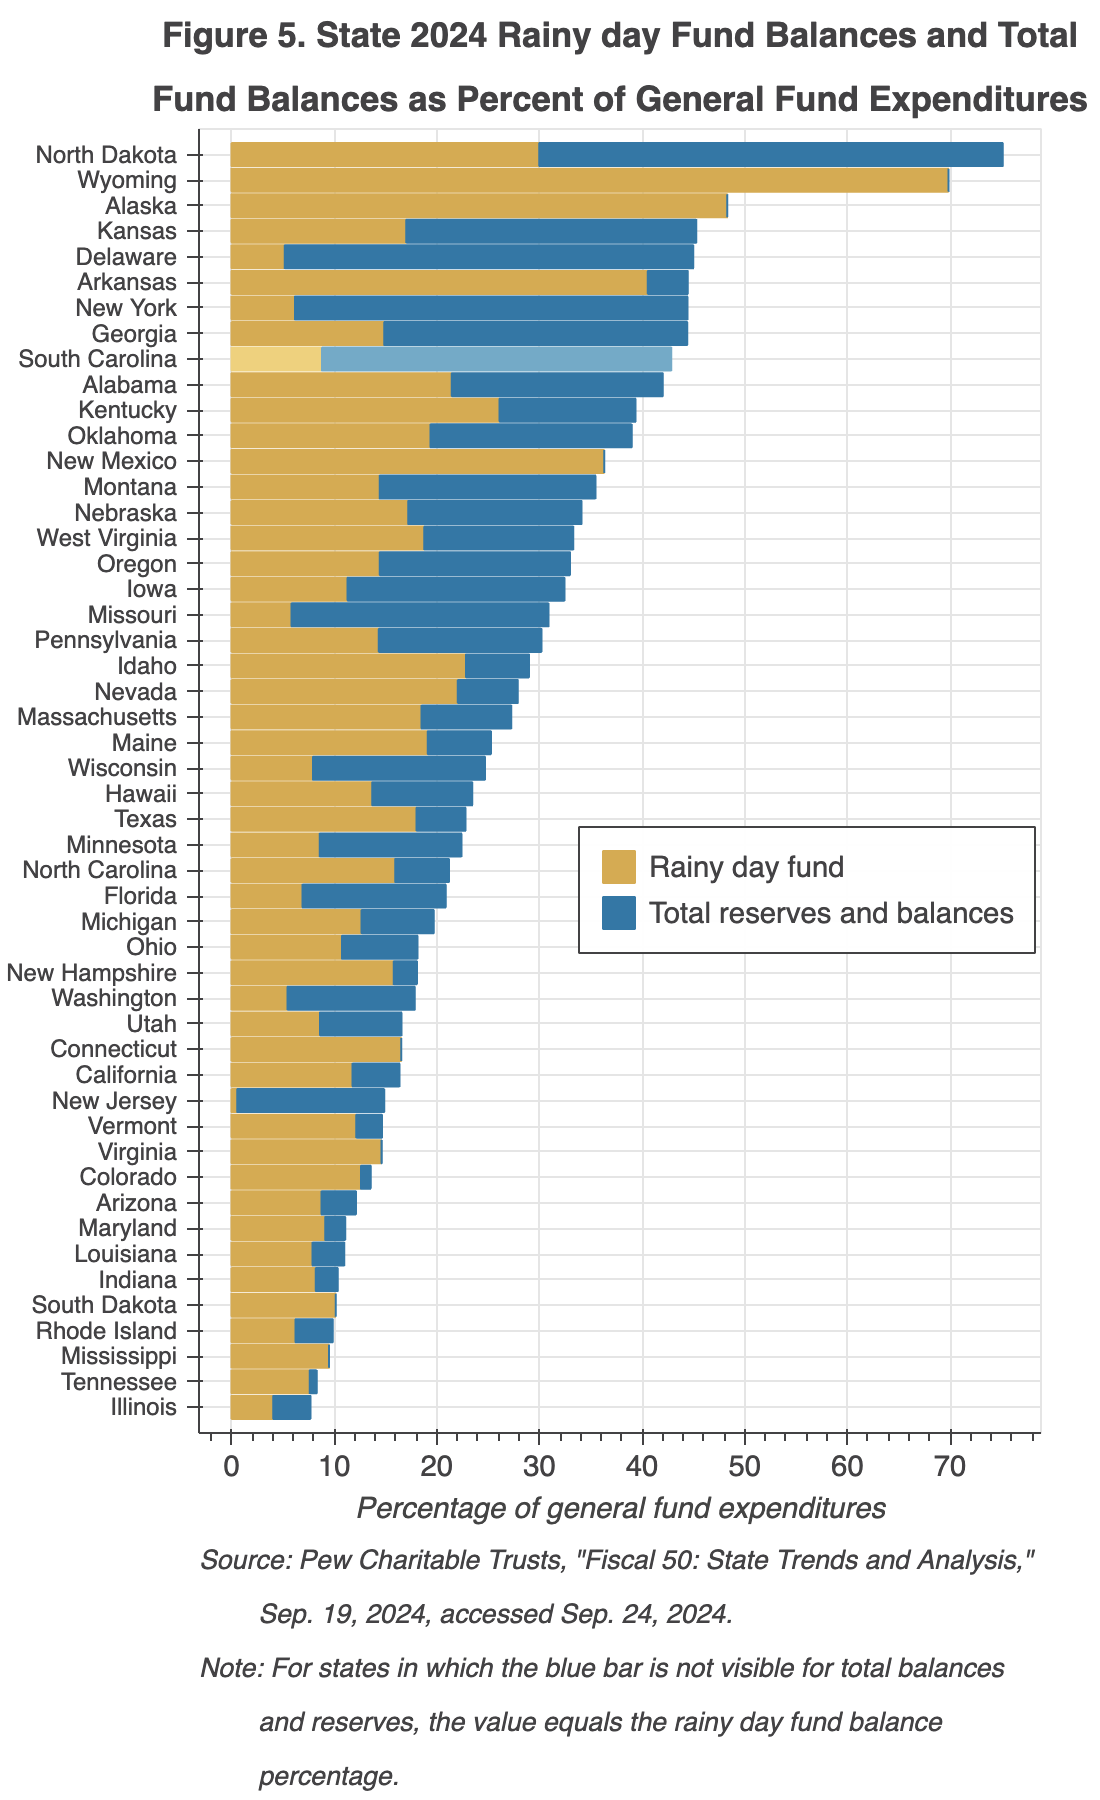 Figure 5. State 2024 Rainy day Fund Balances and Total
Fund Balances as Percent of General Fund Expenditures
North Dakota
Wyoming
Alaska
Kansas
Delaware
Arkansas
New York
Georgia
South Carolina
Alabama
Kentucky
Oklahoma
New Mexico
Montana
Nebraska
West Virginia
Oregon
Iowa
Missouri
Pennsylvania
Idaho
Nevada
Massachusetts
Maine
Wisconsin
Hawaii
Texas
Minnesota
North Carolina
Florida
Michigan
Ohio
New Hampshire
Washington
Utah
Connecticut
California
New Jersey
Vermont
Virginia
Colorado
Arizona
Maryland
Louisiana
Indiana
South Dakota
Rhode Island
Mississippi
Tennessee
Illinois
Rainy day fund
Total reserves and balances
0 10 20 30 40 50 60 70
Percentage of general fund expenditures
Source: Pew Charitable Trusts, "Fiscal 50: State Trends and Analysis,"
Sep. 19, 2024, accessed Sep. 24, 2024.
Note: For states in which the blue bar is not visible for total balances
and reserves, the value equals the rainy day fund balance
percentage.